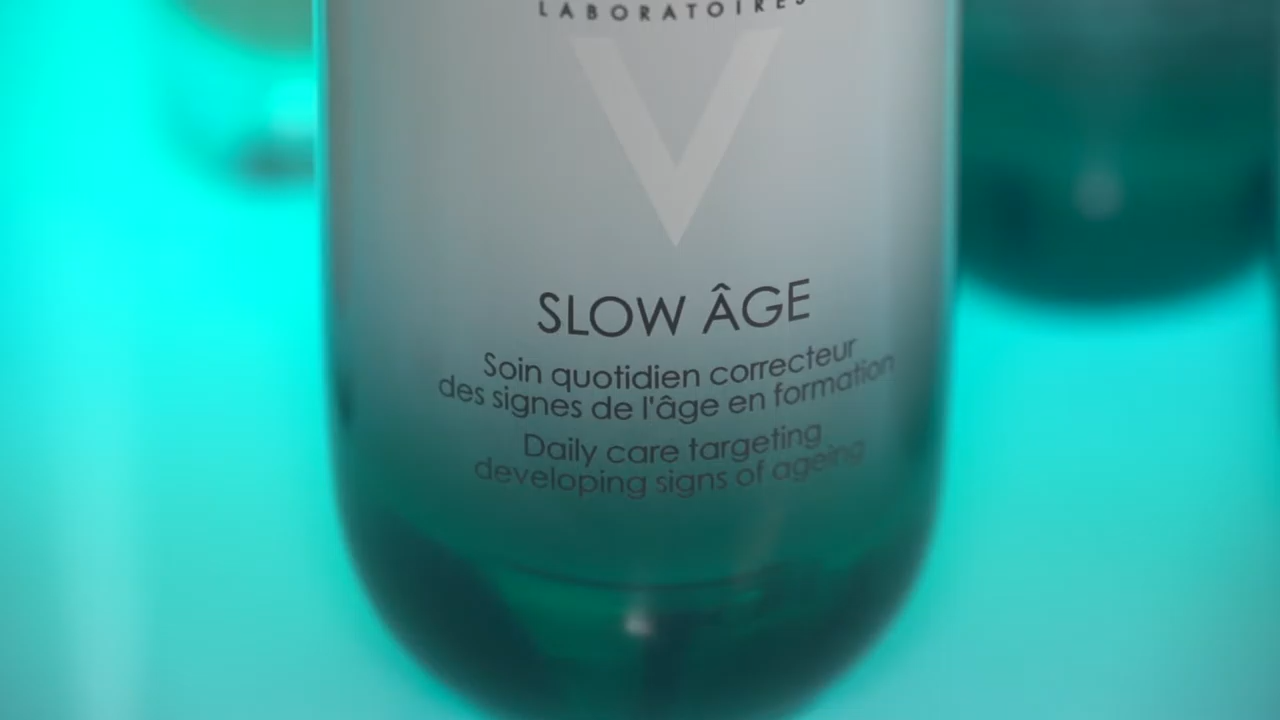 LABORATOIRES
V
SLOW ÂGE
Soin quotidien correcteur
des signes de l'âge en formation
Daily care targeting
developing signs of ageing